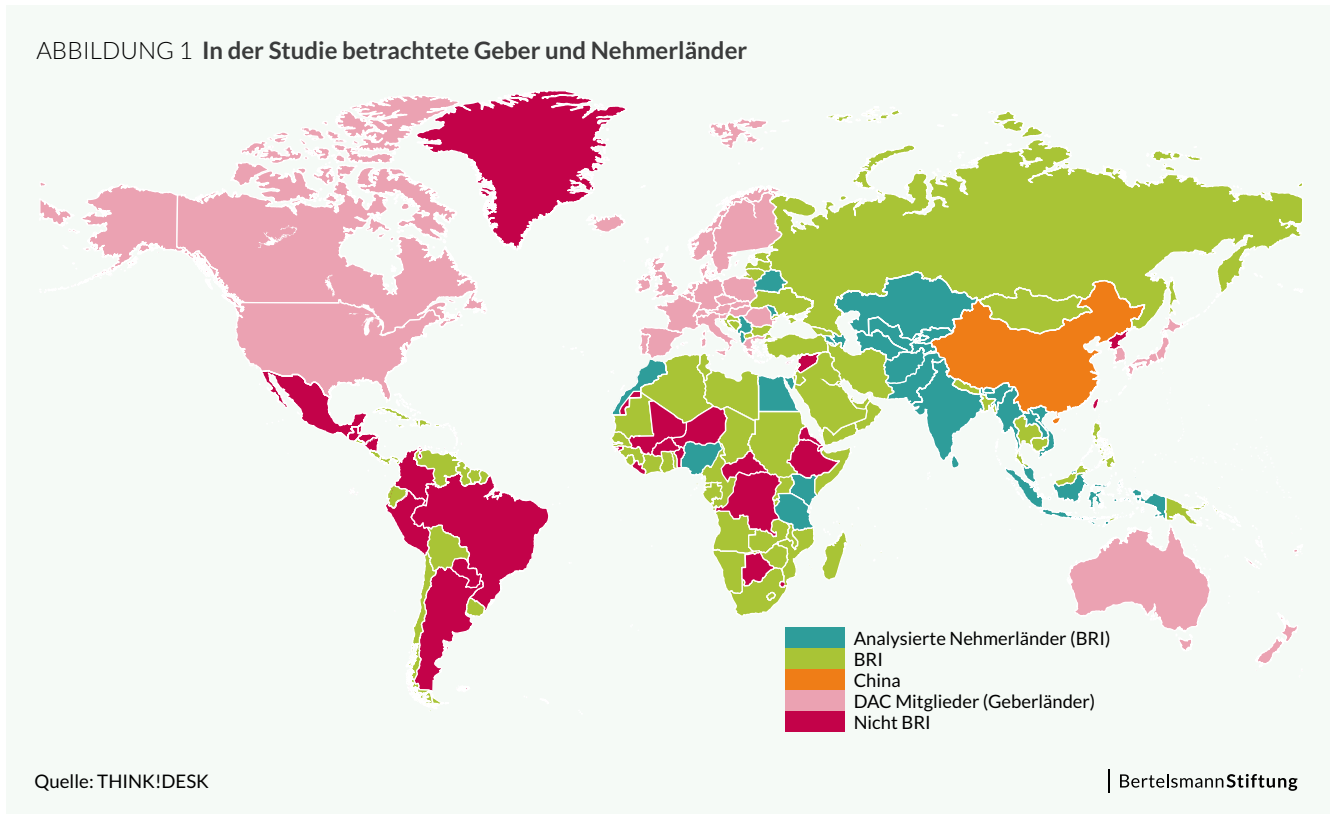 ABBILDUNG 1 In der Studie betrachtete Geber und Nehmerländer
Analysierte Nehmerländer (BRI)
BRI
China
DAC Mitglieder (Geberländer)
Nicht BRI
Quelle: THINK!DESK
BertelsmannStiftung